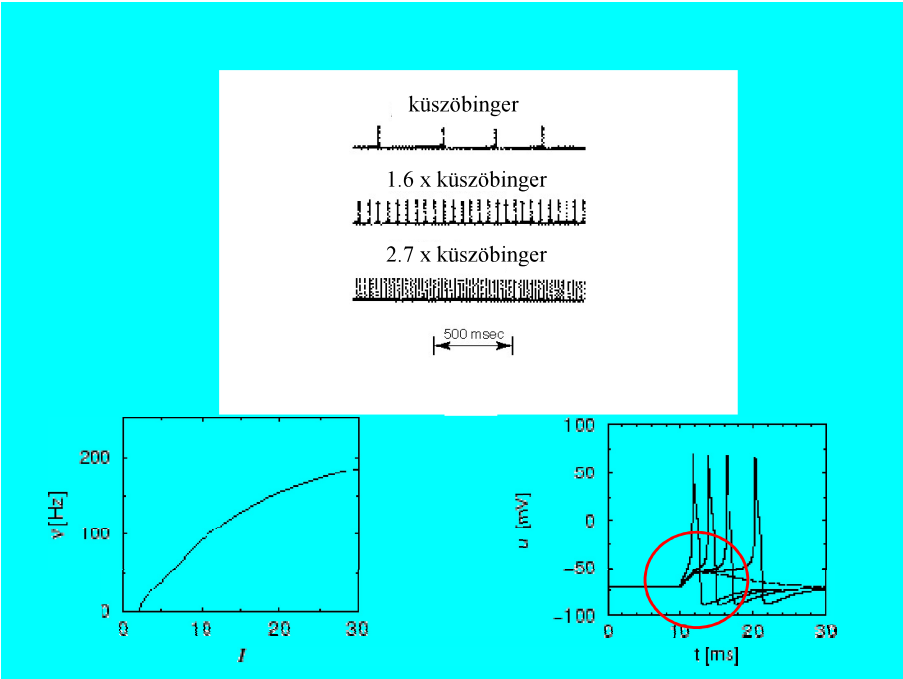 küszöbinger
1.6 x küszöbinger
2.7 x küszöbinger
500 msec
200
100
0
ν [Hz]
0 10 20 30
I
100
50
0
−50
−100
u [mV]
0 10 20 30
t [ms]